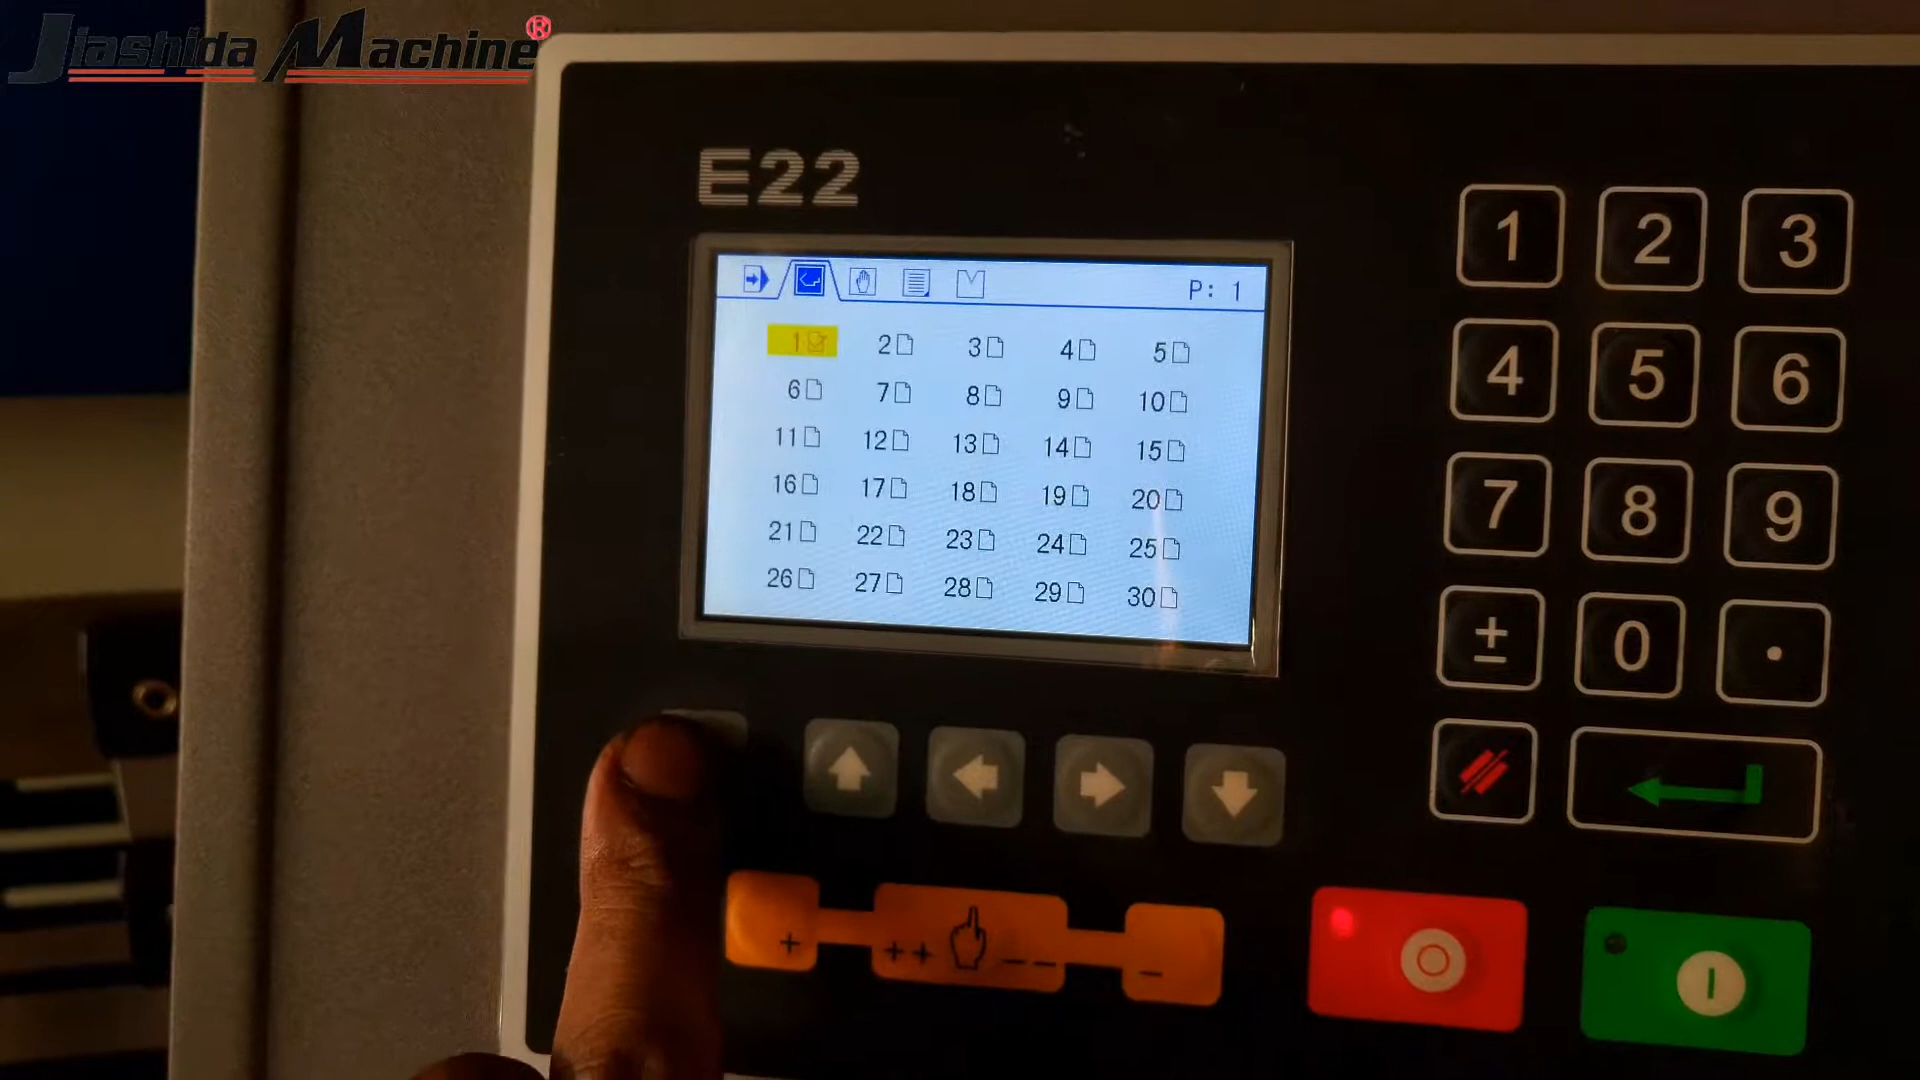 Jiashida Machine®
E22
P: 1
1 2 3 4 5
6 7 8 9 10
11 12 13 14 15
16 17 18 19 20
21 22 23 24 25
26 27 28 29 30
1 2 3
4 5 6
7 8 9
± 0 .
+ ++ -- -